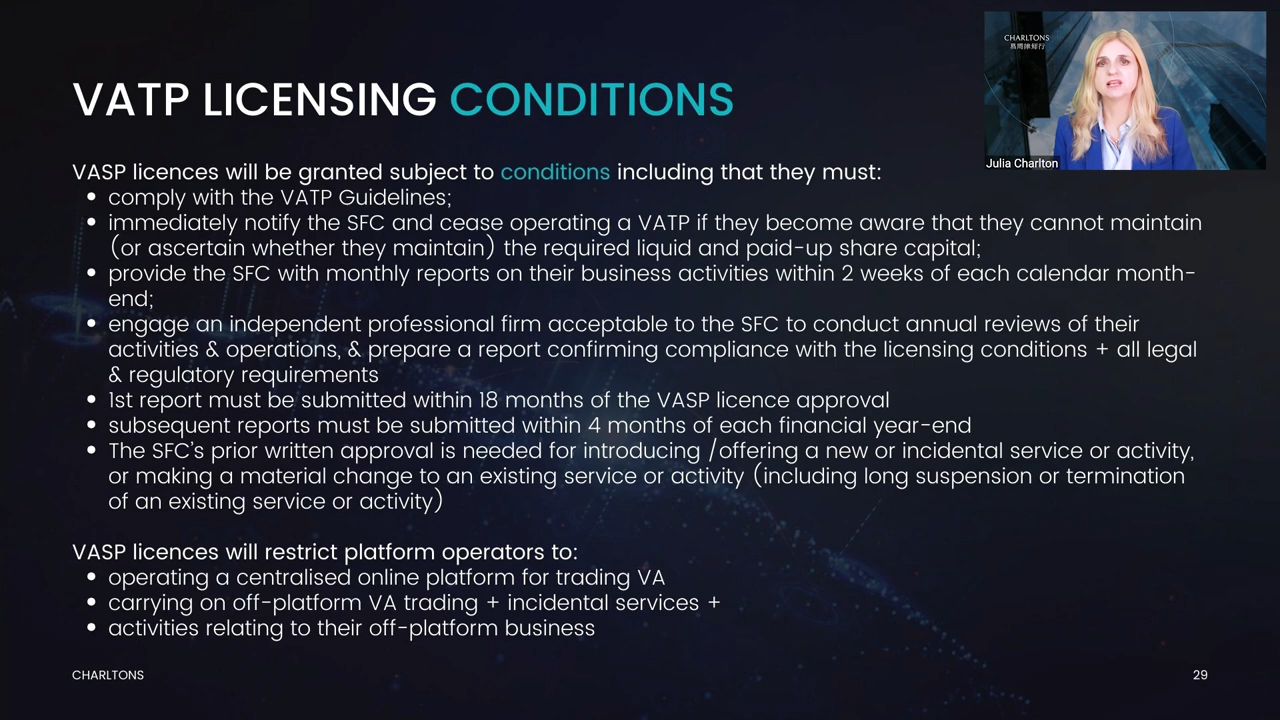 CHARLTONS
易周律師行
Julia Charlton
VATP LICENSING CONDITIONS
VASP licences will be granted subject to conditions including that they must:
• comply with the VATP Guidelines;
• immediately notify the SFC and cease operating a VATP if they become aware that they cannot maintain
(or ascertain whether they maintain) the required liquid and paid-up share capital;
• provide the SFC with monthly reports on their business activities within 2 weeks of each calendar month-
end;
• engage an independent professional firm acceptable to the SFC to conduct annual reviews of their
activities & operations, & prepare a report confirming compliance with the licensing conditions + all legal
& regulatory requirements
• 1st report must be submitted within 18 months of the VASP licence approval
• subsequent reports must be submitted within 4 months of each financial year-end
• The SFC's prior written approval is needed for introducing /offering a new or incidental service or activity,
or making a material change to an existing service or activity (including long suspension or termination
of an existing service or activity)
VASP licences will restrict platform operators to:
• operating a centralised online platform for trading VA
• carrying on off-platform VA trading + incidental services +
• activities relating to their off-platform business
CHARLTONS
29